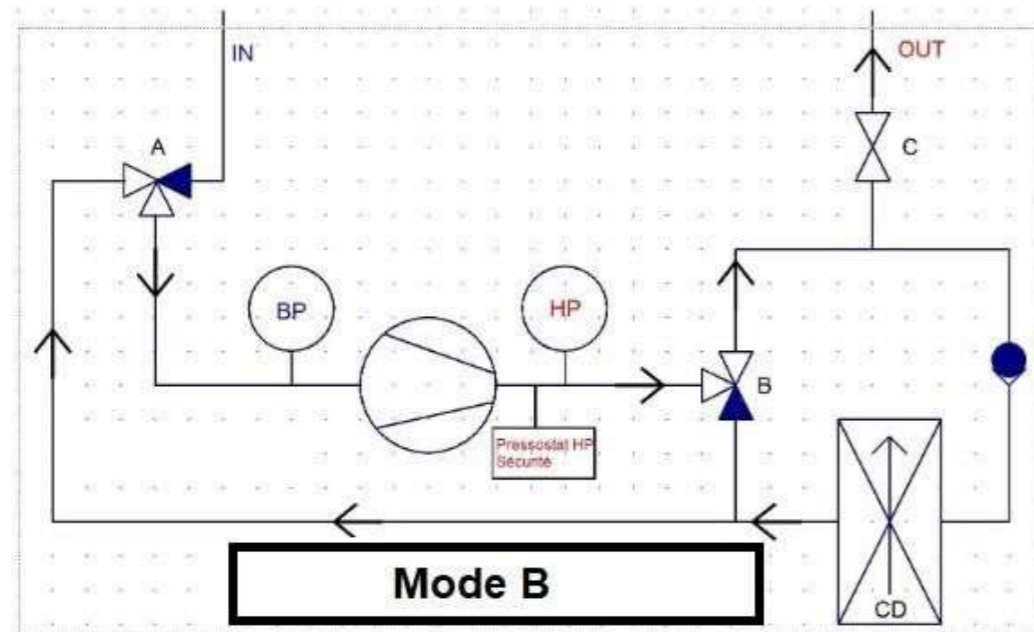 IN
OUT
A
C
BP
HP
B
Pressostat HP
Sécurité
Mode B
CD